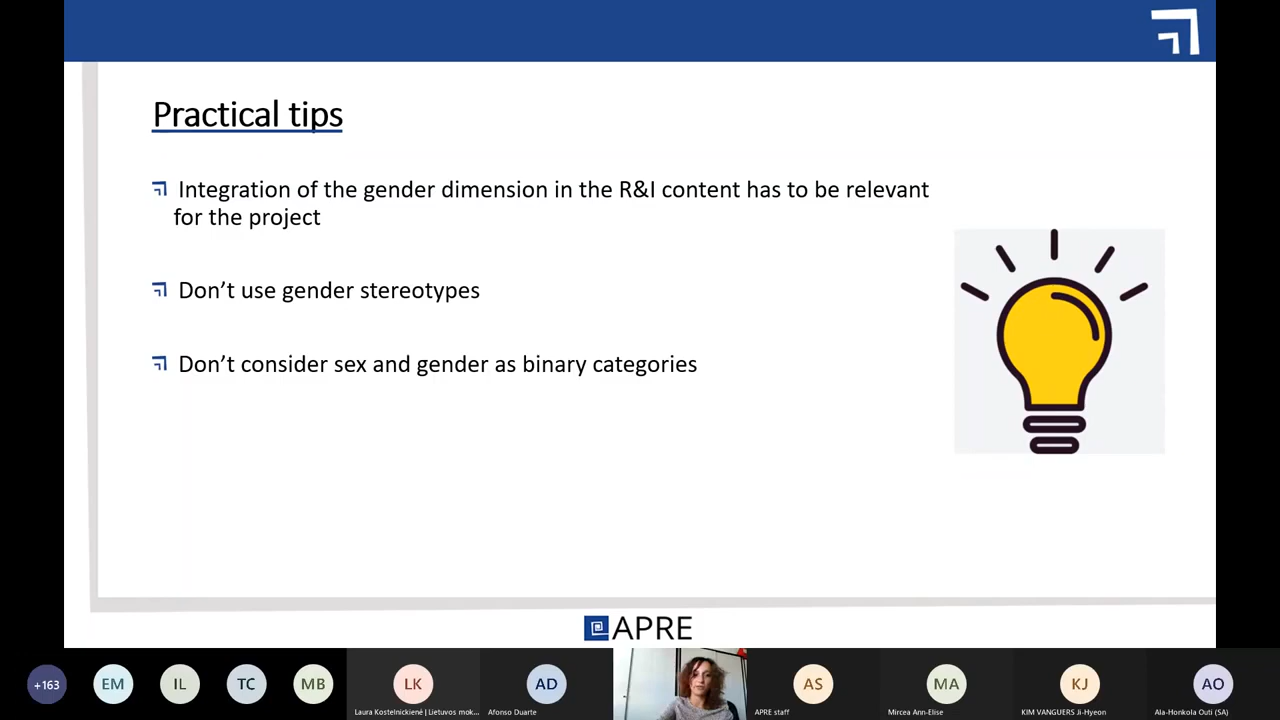 Practical tips
Integration of the gender dimension in the R&I content has to be relevant
for the project
Don’t use gender stereotypes
Don’t consider sex and gender as binary categories
APRE
+163
EM
IL
TC
MB
LK
AD
AS
MA
KJ
AO
Laura Kostelnickienė | Lietuvos mok...
Afonso Duarte
APRE staff
Mircea Ann-Elise
KIM VANGUERS Ji-Hyeon
Ala-Honkola Outi (SA)